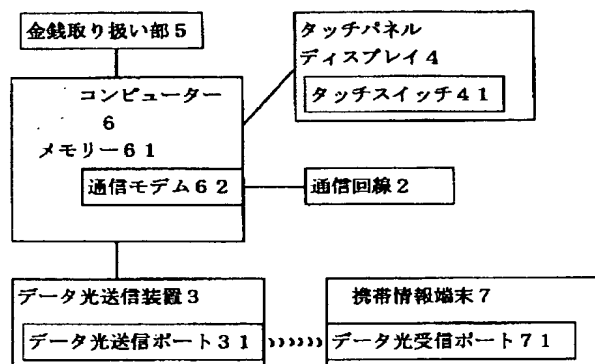 金銭取り扱い部５
タッチパネル
ディスプレイ４
タッチスイッチ４１
コンピューター
６
メモリー６１
通信モデム６２
通信回線２
データ光送信装置３
データ光送信ポート３１
携帯情報端末７
データ光受信ポート７１